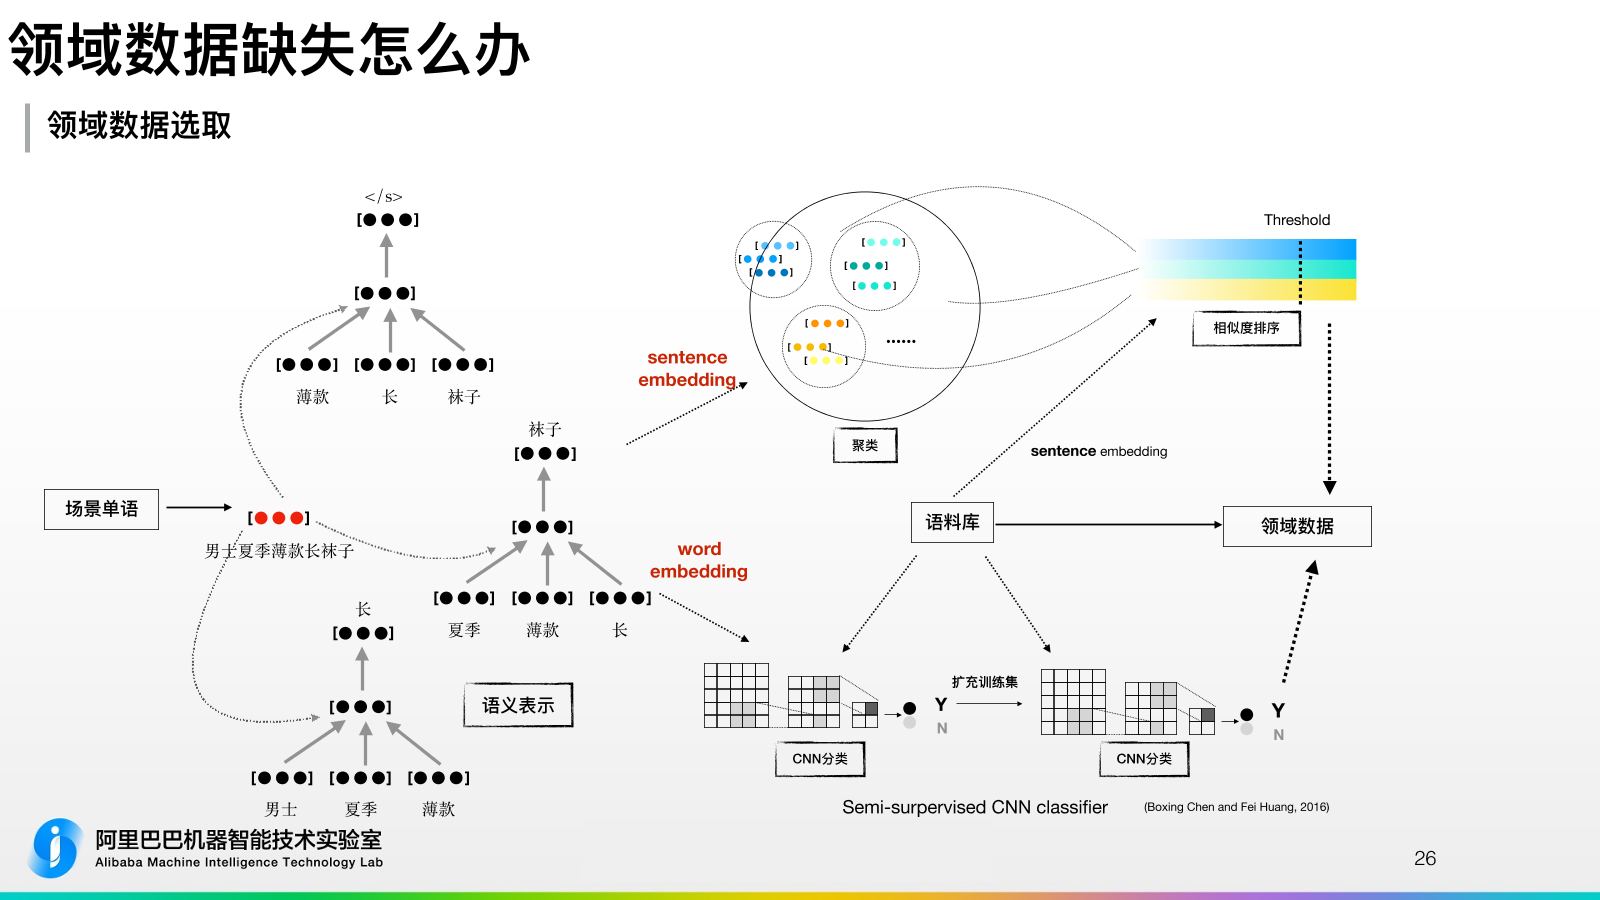 领域数据缺失怎么办
领域数据选取
</s>
[●●●]
[●●●]
[●●●] [●●●] [●●●]
薄款 长 袜子
袜子
[●●●]
[●●●]
[●●●] [●●●] [●●●]
夏季 薄款 长
场景单语
[●●●]
男士夏季薄款长袜子
长
[●●●]
[●●●]
[●●●] [●●●] [●●●]
男士 夏季 薄款
语义表示
sentence
embedding
word
embedding
[●●●]
[●●●]
[●●●]
[●●●]
[●●●]
[●●●]
[●●●]
[●●●]
[●●●]
······
聚类
Threshold
相似度排序
sentence embedding
语料库
领域数据
Y
N
扩充训练集
Y
N
CNN分类
CNN分类
Semi-surpervised CNN classifier
(Boxing Chen and Fei Huang, 2016)
阿里巴巴机器智能技术实验室
Alibaba Machine Intelligence Technology Lab
26